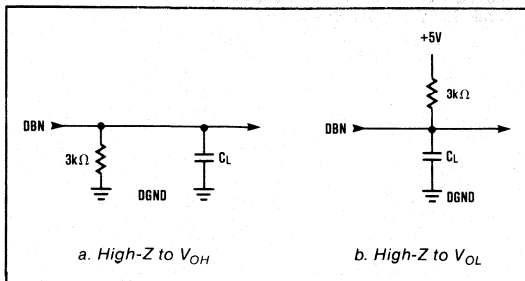 DBN
3kΩ
CL
DGND
a. High-Z to VOH
+5V
3kΩ
DBN
CL
DGND
b. High-Z to VOL